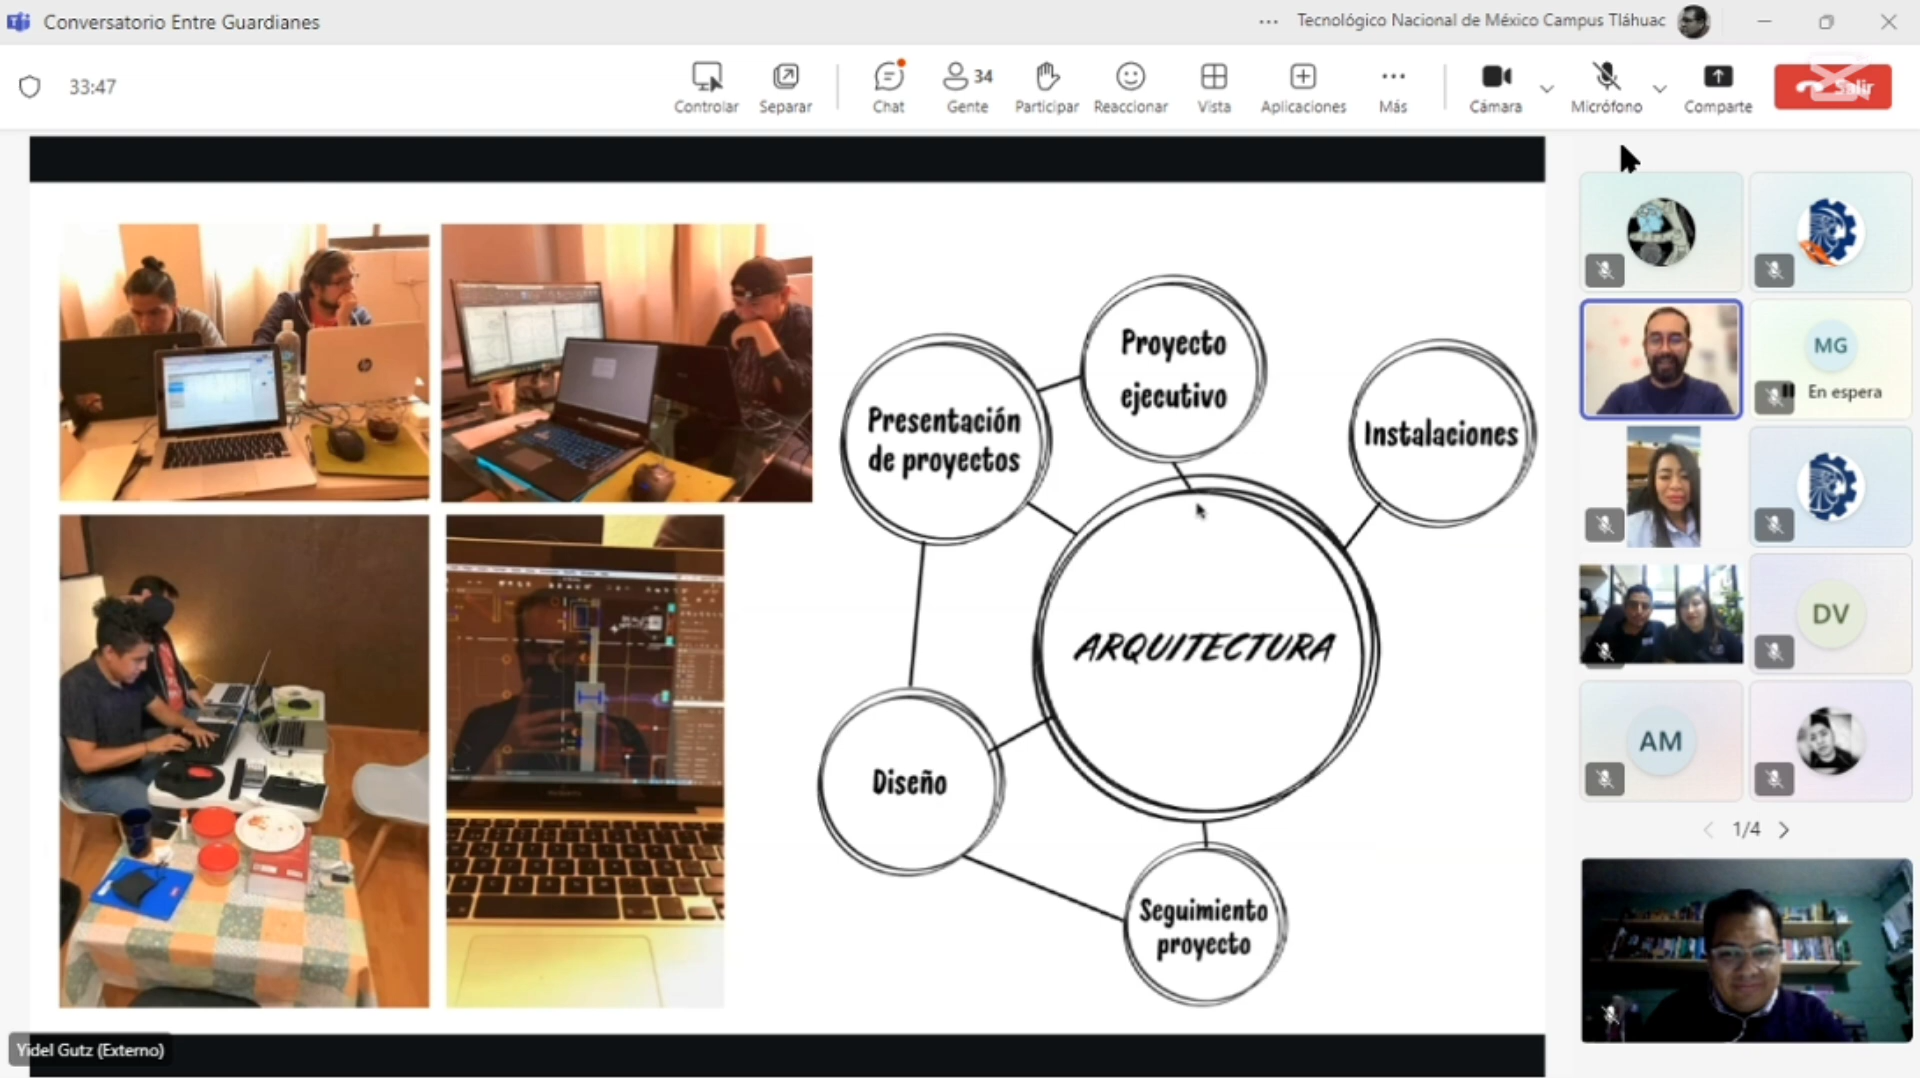 Conversatorio Entre Guardianes
Tecnológico Nacional de México Campus Tláhuac
33:47
Controlar
Separar
Chat
34
Gente
Participar
Reaccionar
Vista
Aplicaciones
Más
Cámara
Micrófono
Comparte
Salir
Proyecto
ejecutivo
Presentación
de proyectos
Instalaciones
ARQUITECTURA
Diseño
Seguimiento
proyecto
MG
En espera
DV
AM
1/4
Yidel Gutz (Externo)